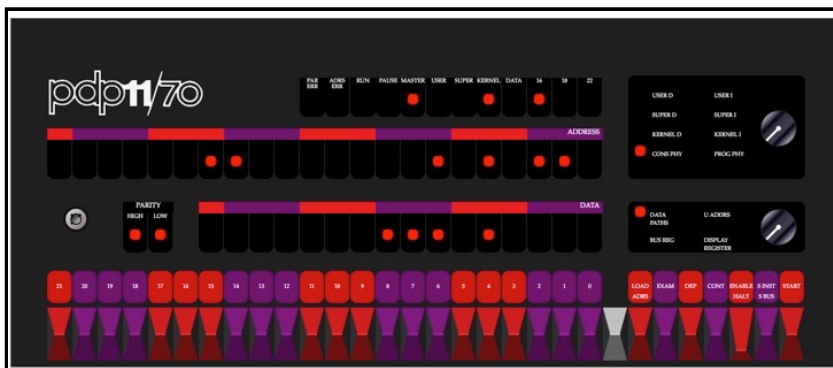 pdp11/70
PAR ERR ADRS ERR RUN PAUSE MASTER USER SUPER KERNEL DATA 16 18 22
USER D USER I
SUPER D SUPER I
KERNEL D KERNEL I
CONS PHY PROG PHY
ADDRESS
PARITY
HIGH LOW
DATA
DATA PATHS U ADDRS
BUS REG DISPLAY REGISTER
21 20 19 18 17 16 15 14 13 12 11 10 9 8 7 6 5 4 3 2 1 0
LOAD ADRS EXAM DEP CONT ENABLE HALT S INST S BUS START